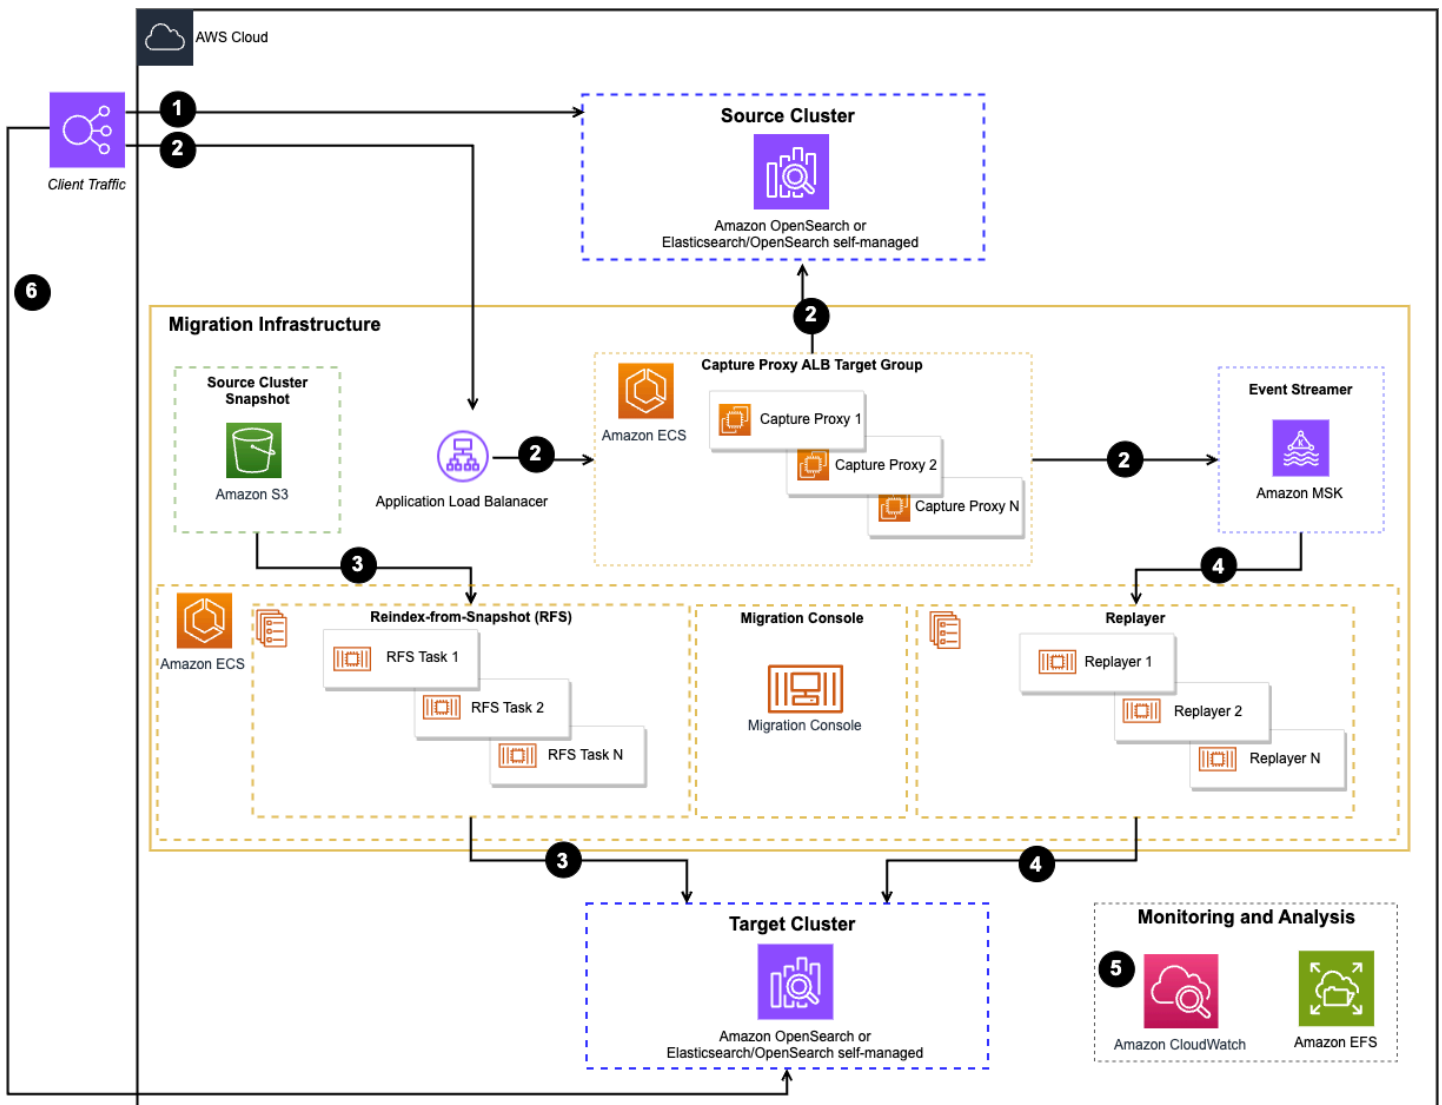 AWS Cloud
1
2
Client Traffic
Source Cluster
Amazon OpenSearch or
Elasticsearch/OpenSearch self-managed
6
2
Migration Infrastructure
Source Cluster
Snapshot
Amazon S3
Application Load Balanacer
2
Capture Proxy ALB Target Group
Amazon ECS
Capture Proxy 1
Capture Proxy 2
Capture Proxy N
2
Event Streamer
Amazon MSK
3
4
Amazon ECS
Reindex-from-Snapshot (RFS)
RFS Task 1
RFS Task 2
RFS Task N
Migration Console
Migration Console
Replayer
Replayer 1
Replayer 2
Replayer N
3
4
Target Cluster
Amazon OpenSearch or
Elasticsearch/OpenSearch self-managed
Monitoring and Analysis
5
Amazon CloudWatch
Amazon EFS